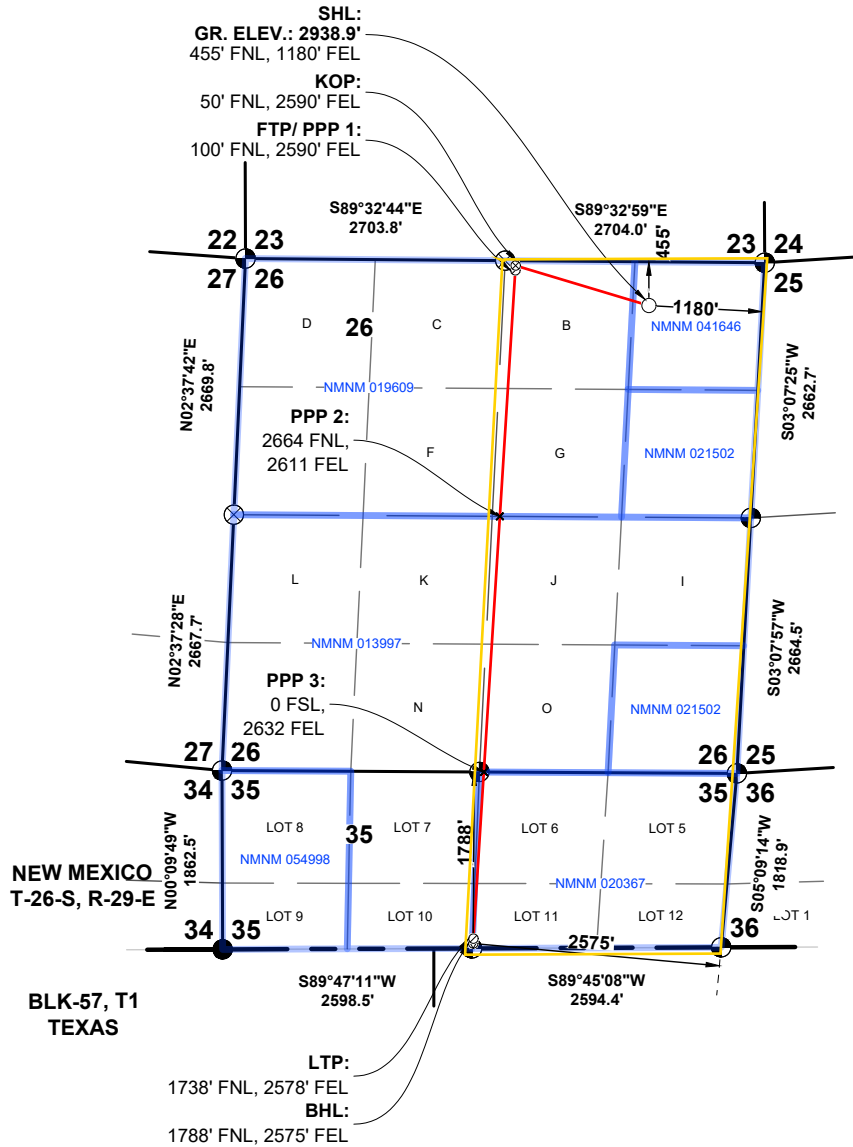 SHL:
GR. ELEV.: 2938.9'
455' FNL, 1180' FEL
KOP:
50' FNL, 2590' FEL
FTP/ PPP 1:
100' FNL, 2590' FEL
S89°32'44"E
2703.8'
S89°32'59"E
2704.0'
455'
22 23
27 26
23 24
25
1180'
D
26
C
B
NMNM 041646
N02°37'42"E
2669.8'
S03°07'25"W
2662.7'
NMNM 019609
PPP 2:
2664 FNL,
2611 FEL
F
G
NMNM 021502
L
K
J
I
N02°37'28"E
2667.7'
S03°07'57"W
2664.5'
NMNM 013997
PPP 3:
0 FSL,
2632 FEL
N
O
NMNM 021502
27 26
34 35
26 25
35 36
LOT 8
35
LOT 7
1788'
LOT 6
LOT 5
N00°09'49"W
1862.5'
S05°09'14"W
1818.9'
NMNM 054998
NMNM 020367
NEW MEXICO
T-26-S, R-29-E
LOT 9
LOT 10
LOT 11
LOT 12
LOT 1
34 35
2575'
36
S89°47'11"W
2598.5'
S89°45'08"W
2594.4'
BLK-57, T1
TEXAS
LTP:
1738' FNL, 2578' FEL
BHL:
1788' FNL, 2575' FEL